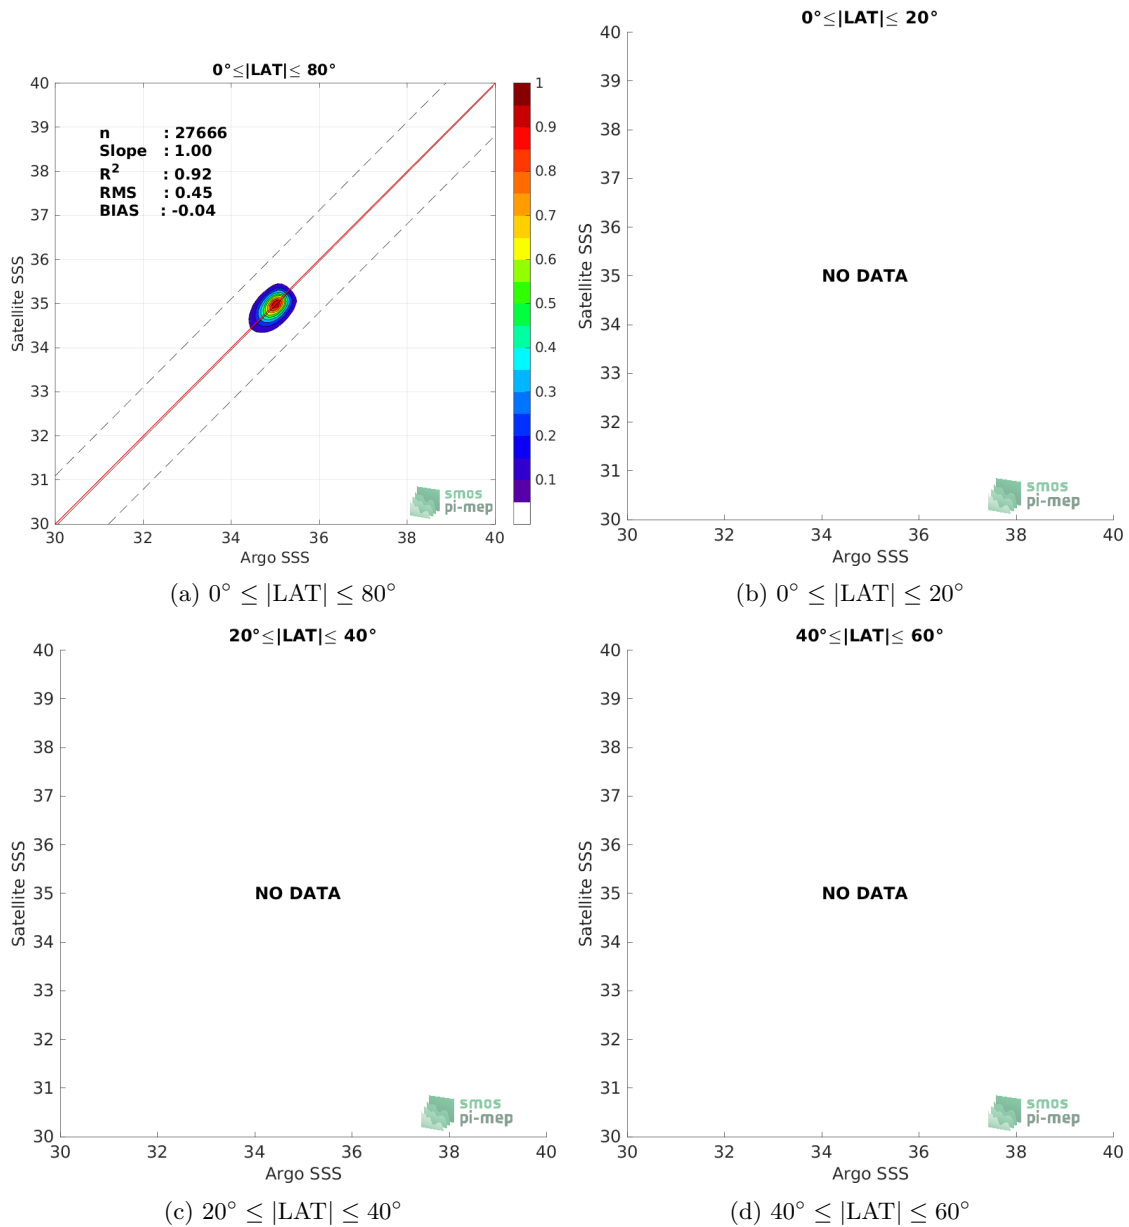 0°≤|LAT|≤ 80°
40
39
38
37
36
35
34
33
32
31
30
Satellite SSS
n : 27666
Slope : 1.00
R² : 0.92
RMS : 0.45
BIAS : -0.04
smos
pi-mep
30 32 34 36 38 40
Argo SSS
1
0.9
0.8
0.7
0.6
0.5
0.4
0.3
0.2
0.1
(a) 0° ≤ |LAT| ≤ 80°
0°≤|LAT|≤ 20°
40
39
38
37
36
35
34
33
32
31
30
Satellite SSS
NO DATA
smos
pi-mep
30 32 34 36 38 40
Argo SSS
(b) 0° ≤ |LAT| ≤ 20°
20°≤|LAT|≤ 40°
40
39
38
37
36
35
34
33
32
31
30
Satellite SSS
NO DATA
smos
pi-mep
30 32 34 36 38 40
Argo SSS
(c) 20° ≤ |LAT| ≤ 40°
40°≤|LAT|≤ 60°
40
39
38
37
36
35
34
33
32
31
30
Satellite SSS
NO DATA
smos
pi-mep
30 32 34 36 38 40
Argo SSS
(d) 40° ≤ |LAT| ≤ 60°